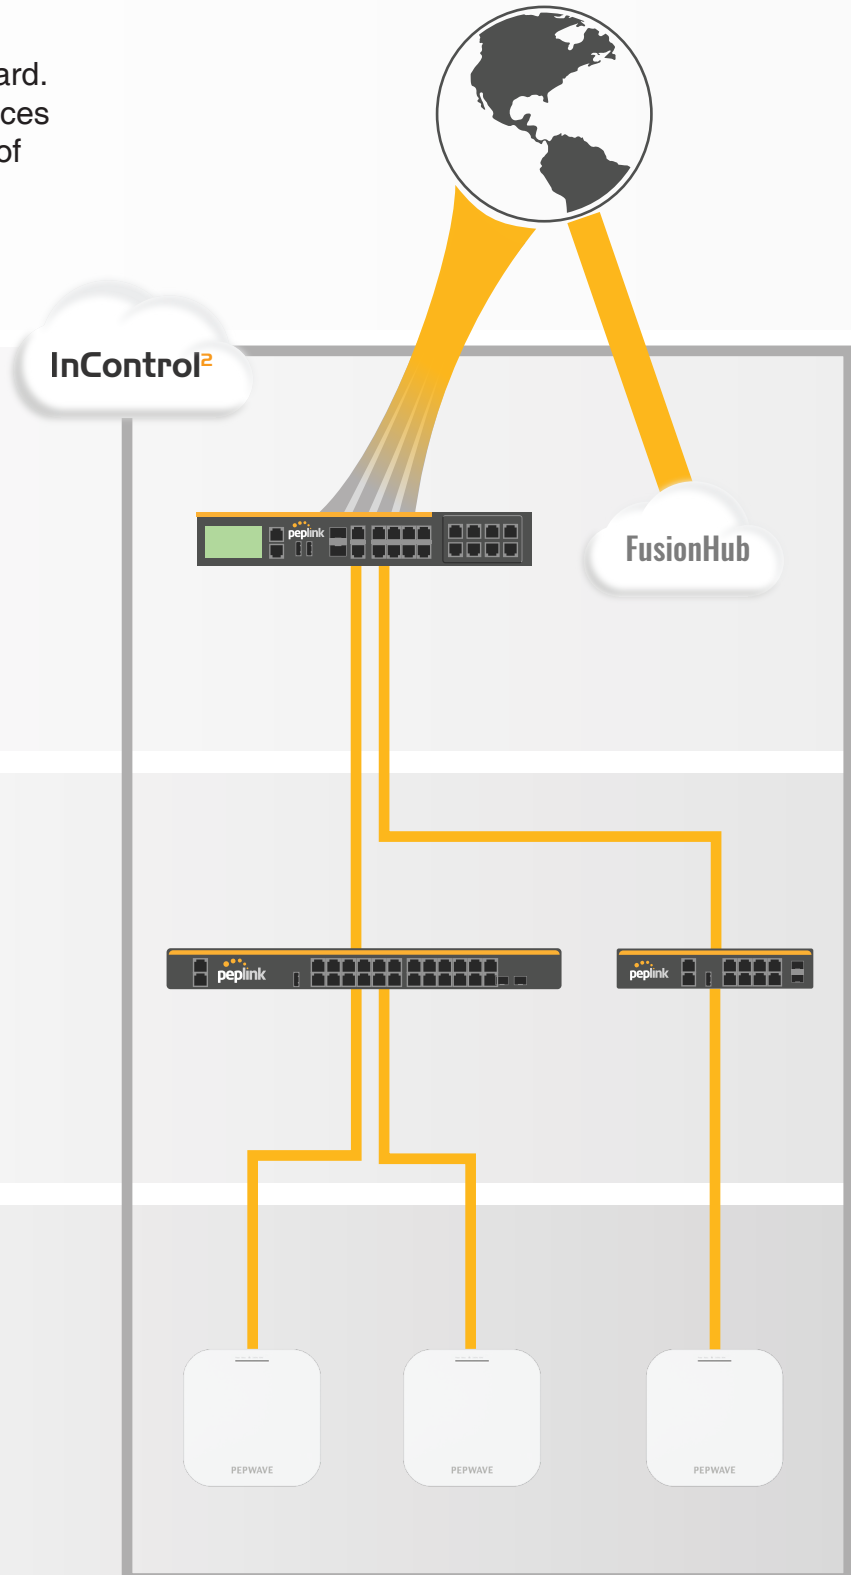 ard.
ces
of
InControl²
peplink
FusionHub
peplink
peplink
PEPWAVE
PEPWAVE
PEPWAVE